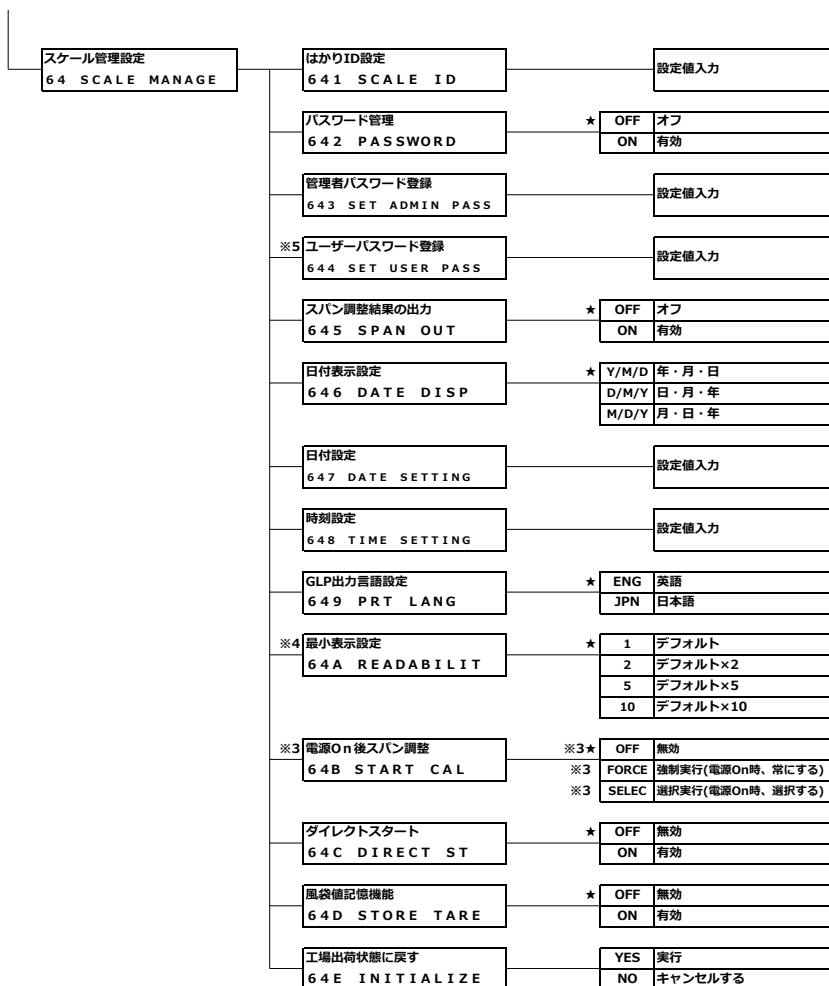 スケール管理設定
64 SCALE MANAGE
はかりID設定
641 SCALE ID
設定値入力
パスワード管理
642 PASSWORD
★ OFF オフ
ON 有効
管理者パスワード登録
643 SET ADMIN PASS
設定値入力
※5 ユーザーパスワード登録
644 SET USER PASS
設定値入力
スパン調整結果の出力
645 SPAN OUT
★ OFF オフ
ON 有効
日付表示設定
646 DATE DISP
★ Y/M/D 年・月・日
D/M/Y 日・月・年
M/D/Y 月・日・年
日付設定
647 DATE SETTING
設定値入力
時刻設定
648 TIME SETTING
設定値入力
GLP出力言語設定
649 PRT LANG
★ ENG 英語
JPN 日本語
※4 最小表示設定
64A READABILIT
★ 1 デフォルト
2 デフォルト×2
5 デフォルト×5
10 デフォルト×10
※3 電源On後スパン調整
64B START CAL
※3★ OFF 無効
※3 FORCE 強制実行(電源On時、常にする)
※3 SELEC 選択実行(電源On時、選択する)
ダイレクトスタート
64C DIRECT ST
★ OFF 無効
ON 有効
風袋値記憶機能
64D STORE TARE
★ OFF 無効
ON 有効
工場出荷状態に戻す
64E INITIALIZE
YES 実行
NO キャンセルする